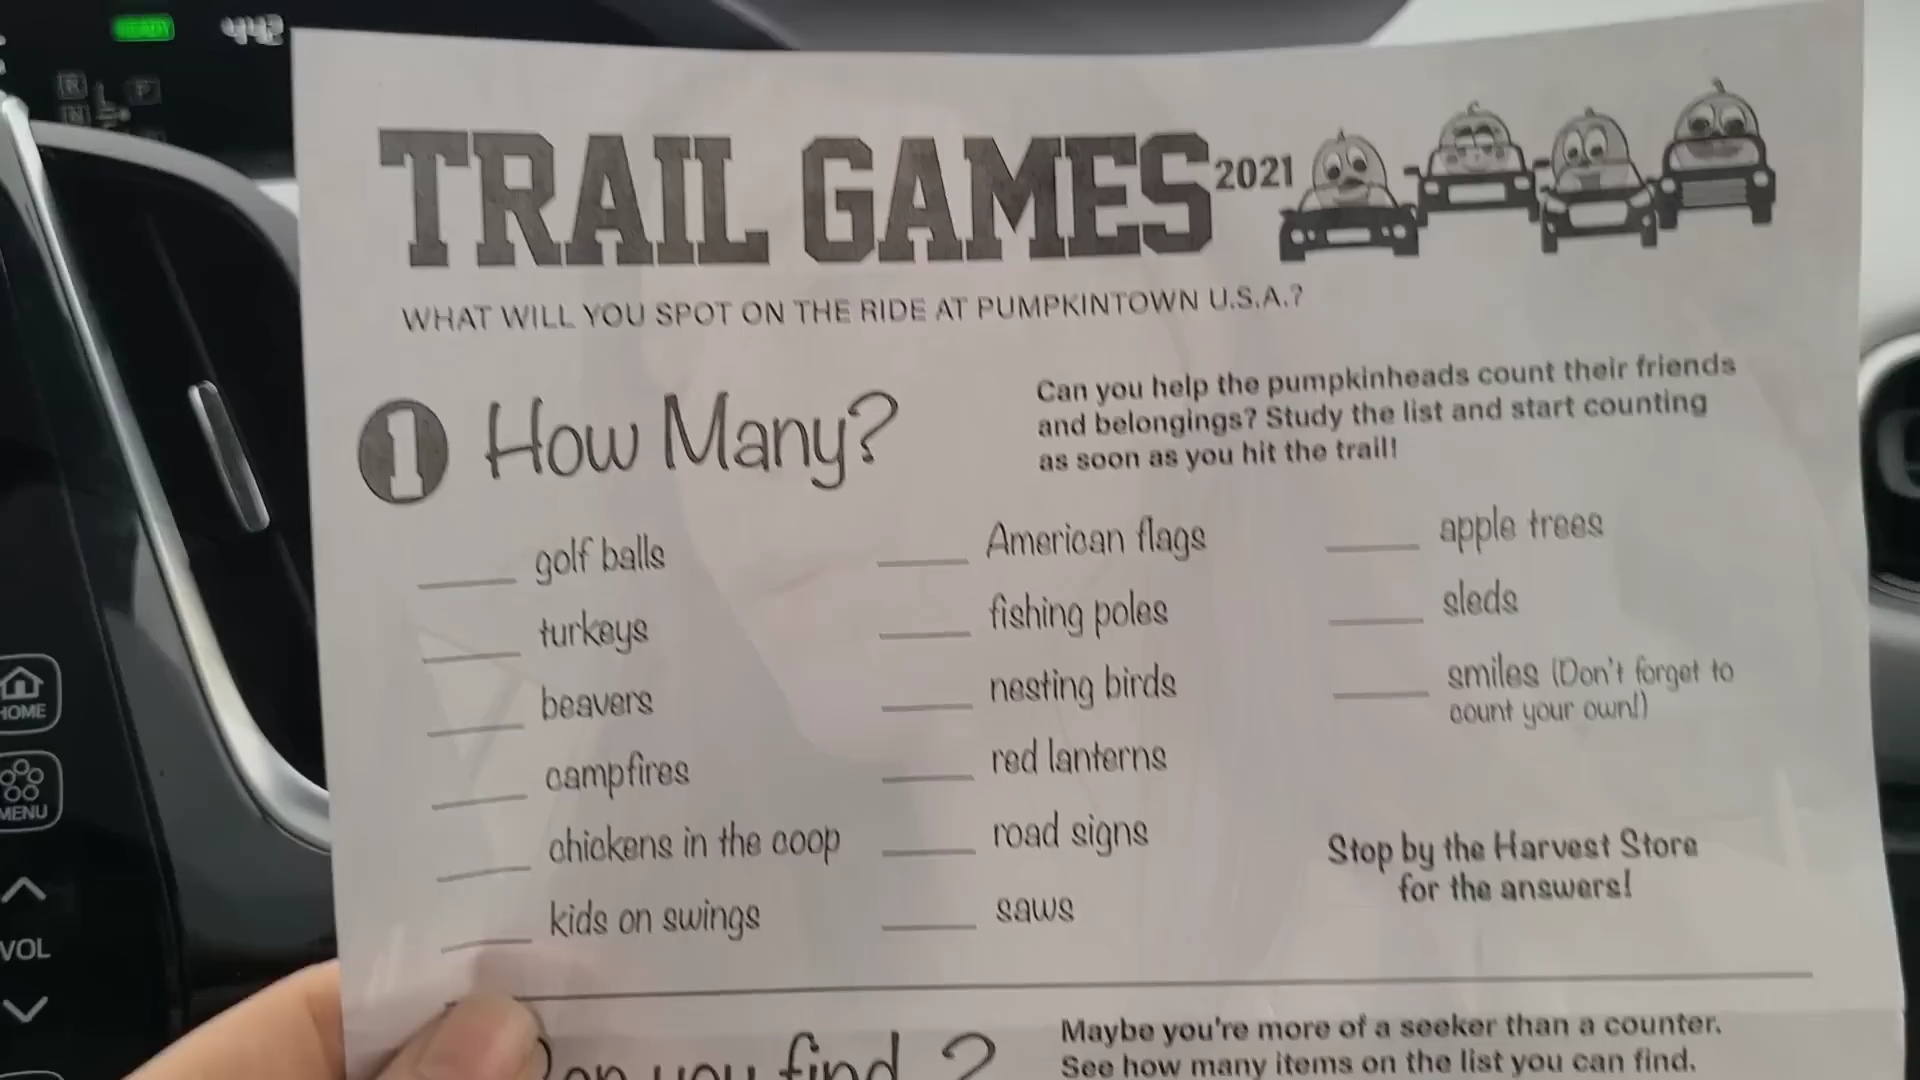 READY
442
R
P
N
TRAIL GAMES 2021
WHAT WILL YOU SPOT ON THE RIDE AT PUMPKINTOWN U.S.A.?
1 How Many?
Can you help the pumpkinheads count their friends
and belongings? Study the list and start counting
as soon as you hit the trail!
golf balls
turkeys
beavers
campfires
chickens in the coop
kids on swings
American flags
fishing poles
nesting birds
red lanterns
road signs
saws
apple trees
sleds
smiles (Don't forget to
count your own!)
Stop by the Harvest Store
for the answers!
you find ?
Maybe you're more of a seeker than a counter.
See how many items on the list you can find.
HOME
MENU
VOL